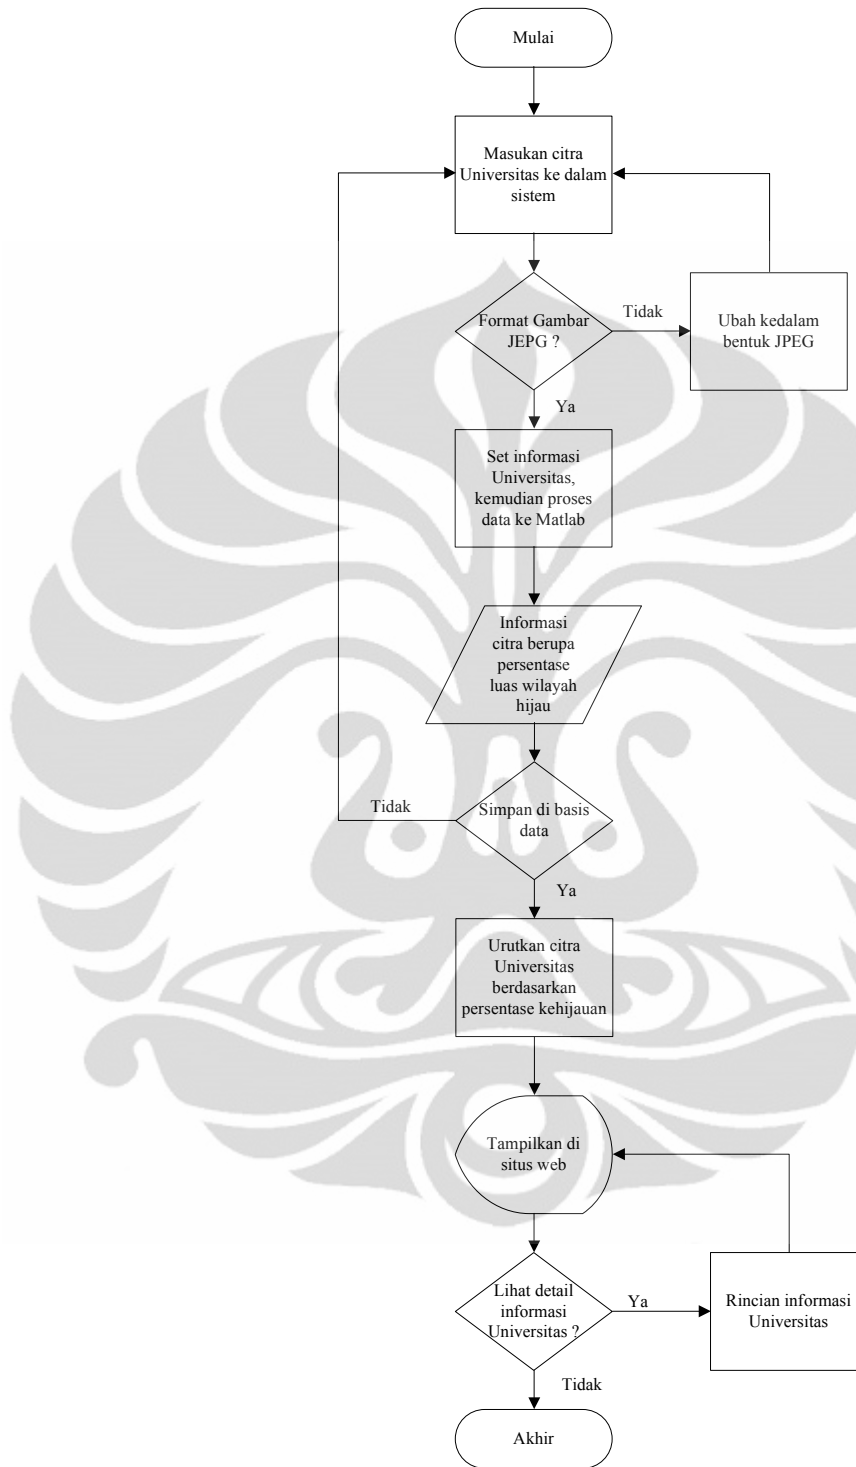 Mulai
Masukan citra
Universitas ke dalam
sistem
Format Gambar
JEPG ?
Tidak
Ubah kedalam
bentuk JPEG
Ya
Set informasi
Universitas,
kemudian proses
data ke Matlab
Informasi
citra berupa
persentase
luas wilayah
hijau
Tidak
Simpan di basis
data
Ya
Urutkan citra
Universitas
berdasarkan
persentase kehijauan
Tampilkan di
situs web
Lihat detail
informasi
Universitas ?
Ya
Rincian informasi
Universitas
Tidak
Akhir